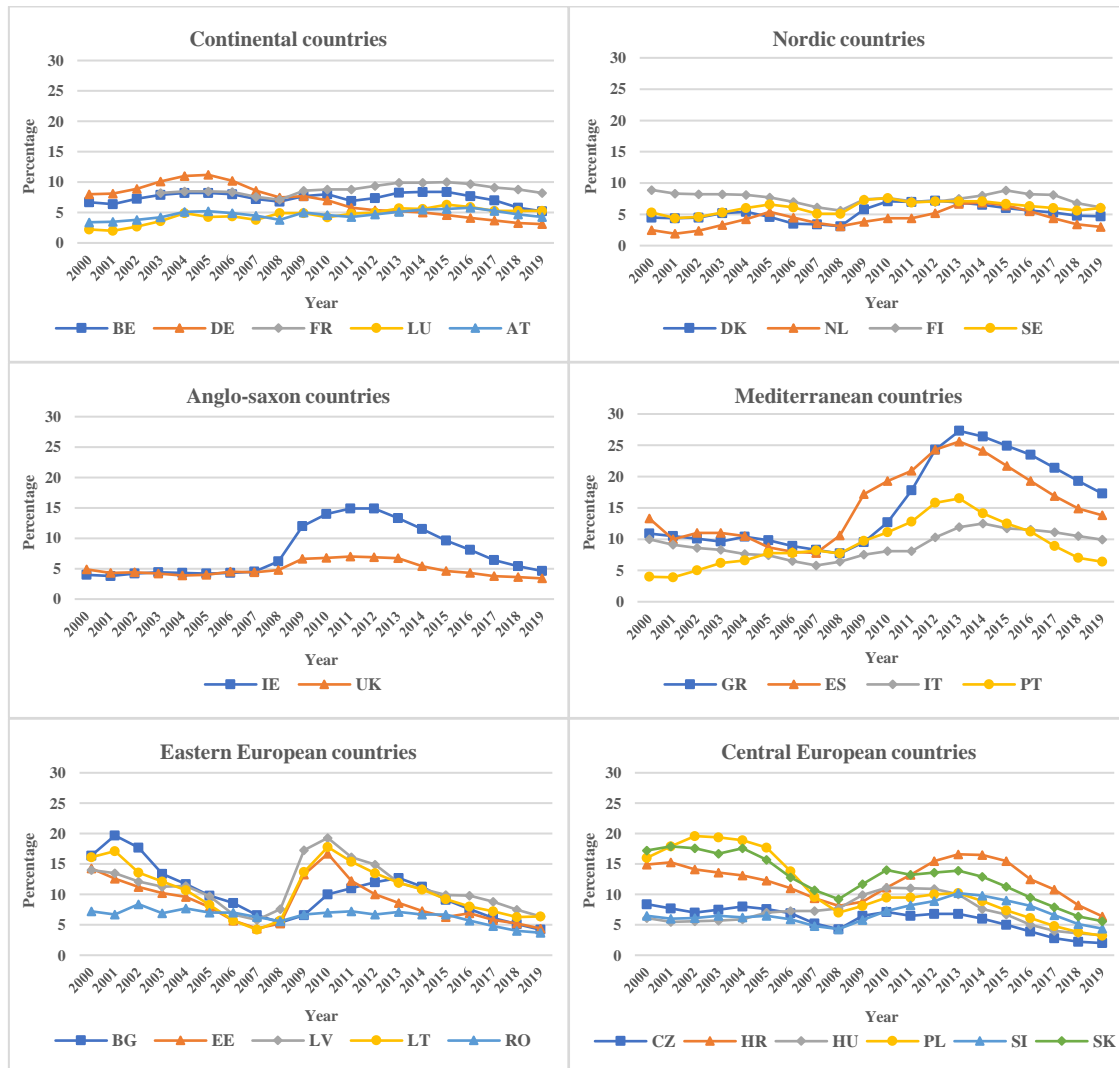 Continental countries
30
25
20
15
10
5
0
Percentage
2000 2001 2002 2003 2004 2005 2006 2007 2008 2009 2010 2011 2012 2013 2014 2015 2016 2017 2018 2019
Year
BE DE FR LU AT
Nordic countries
30
25
20
15
10
5
0
Percentage
2000 2001 2002 2003 2004 2005 2006 2007 2008 2009 2010 2011 2012 2013 2014 2015 2016 2017 2018 2019
Year
DK NL FI SE
Anglo-saxon countries
30
25
20
15
10
5
0
Percentage
2000 2001 2002 2003 2004 2005 2006 2007 2008 2009 2010 2011 2012 2013 2014 2015 2016 2017 2018 2019
Year
IE UK
Mediterranean countries
30
25
20
15
10
5
0
Percentage
2000 2001 2002 2003 2004 2005 2006 2007 2008 2009 2010 2011 2012 2013 2014 2015 2016 2017 2018 2019
Year
GR ES IT PT
Eastern European countries
30
25
20
15
10
5
0
Percentage
2000 2001 2002 2003 2004 2005 2006 2007 2008 2009 2010 2011 2012 2013 2014 2015 2016 2017 2018 2019
Year
BG EE LV LT RO
Central European countries
30
25
20
15
10
5
0
Percentage
2000 2001 2002 2003 2004 2005 2006 2007 2008 2009 2010 2011 2012 2013 2014 2015 2016 2017 2018 2019
Year
CZ HR HU PL SI SK